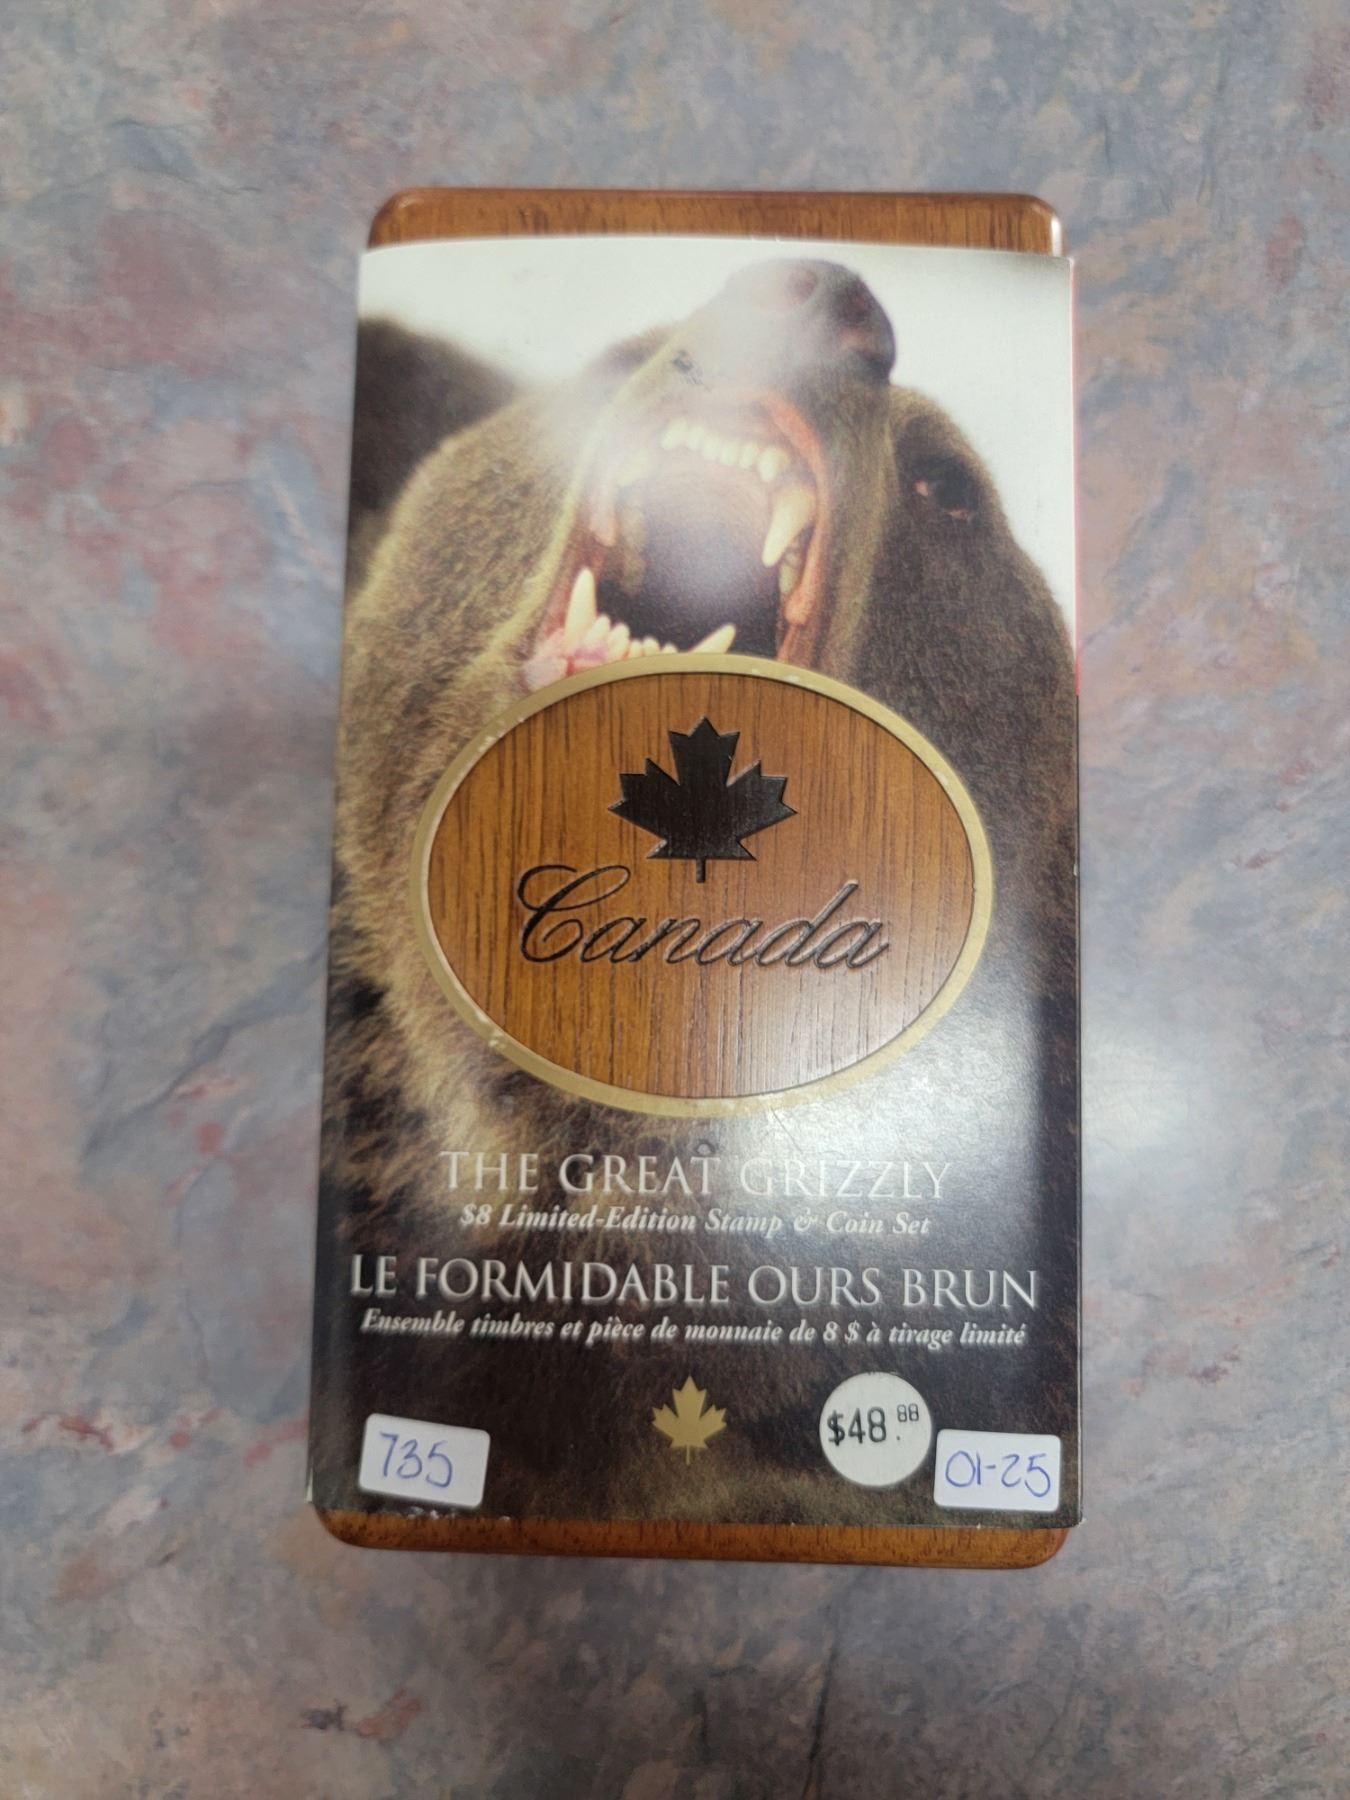 Canada
THE GREAT GRIZZLY
$8 Limited-Edition Stamp & Coin Set
LE FORMIDABLE OURS BRUN
Ensemble timbres et pièce de monnaie de 8 $ à tirage limité
$48.88
735
01-25